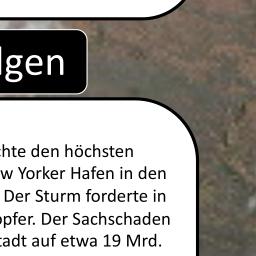 lgen
chte den höchsten
w Yorker Hafen in den
Der Sturm forderte in
opfer. Der Sachschaden
tadt auf etwa 19 Mrd.